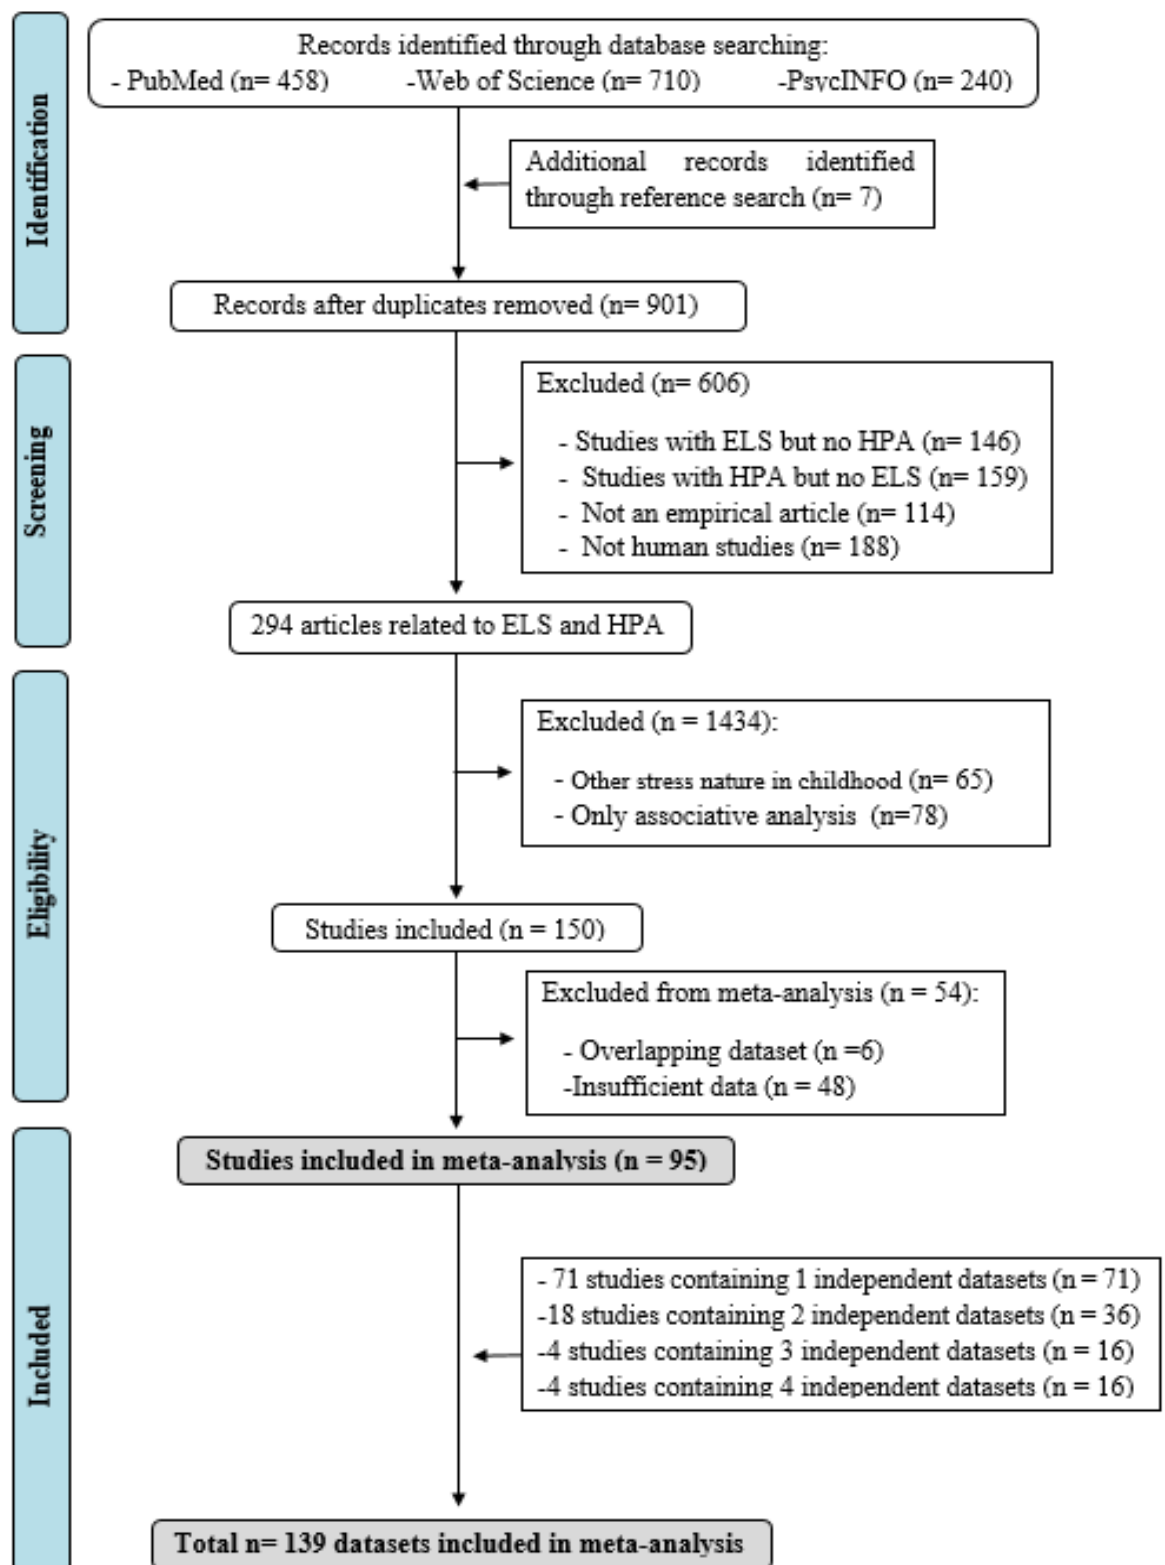 Identification
Records identified through database searching:
- PubMed (n= 458) -Web of Science (n= 710) -PsycINFO (n= 240)
Additional records identified
through reference search (n= 7)
Records after duplicates removed (n= 901)
Screening
Excluded (n= 606)
- Studies with ELS but no HPA (n= 146)
- Studies with HPA but no ELS (n= 159)
- Not an empirical article (n= 114)
- Not human studies (n= 188)
294 articles related to ELS and HPA
Eligibility
Excluded (n = 1434):
- Other stress nature in childhood (n= 65)
- Only associative analysis (n=78)
Studies included (n = 150)
Excluded from meta-analysis (n = 54):
- Overlapping dataset (n =6)
-Insufficient data (n = 48)
Included
Studies included in meta-analysis (n = 95)
- 71 studies containing 1 independent datasets (n = 71)
-18 studies containing 2 independent datasets (n = 36)
-4 studies containing 3 independent datasets (n = 16)
-4 studies containing 4 independent datasets (n = 16)
Total n= 139 datasets included in meta-analysis